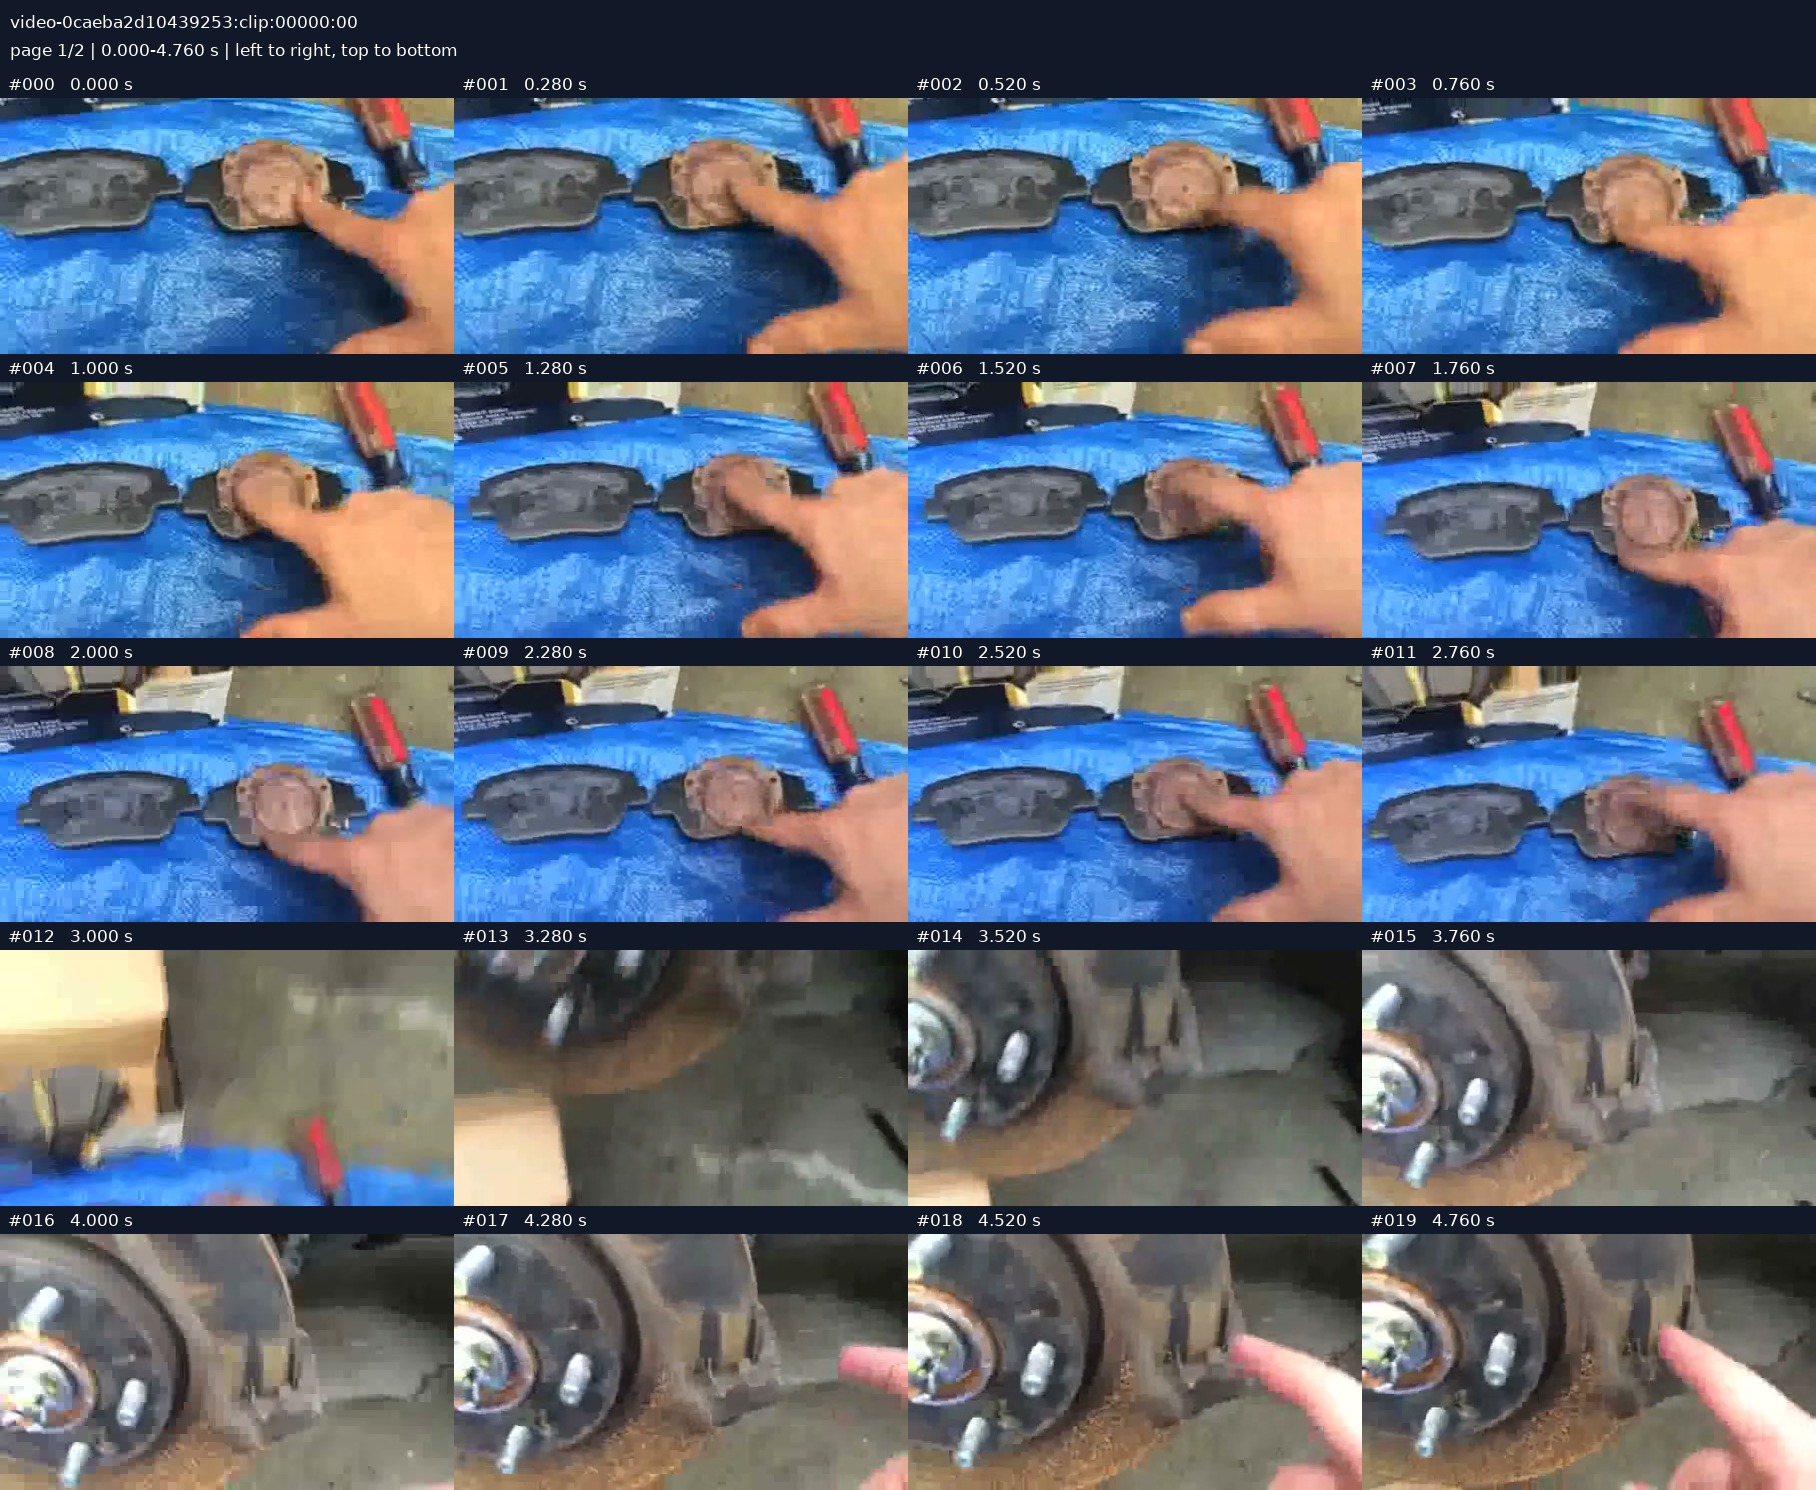 video-0caeba2d10439253:clip:00000:00
page 1/2 | 0.000-4.760 s | left to right, top to bottom
#000 0.000 s
#001 0.280 s
#002 0.520 s
#003 0.760 s
#004 1.000 s
#005 1.280 s
#006 1.520 s
#007 1.760 s
#008 2.000 s
#009 2.280 s
#010 2.520 s
#011 2.760 s
#012 3.000 s
#013 3.280 s
#014 3.520 s
#015 3.760 s
#016 4.000 s
#017 4.280 s
#018 4.520 s
#019 4.760 s